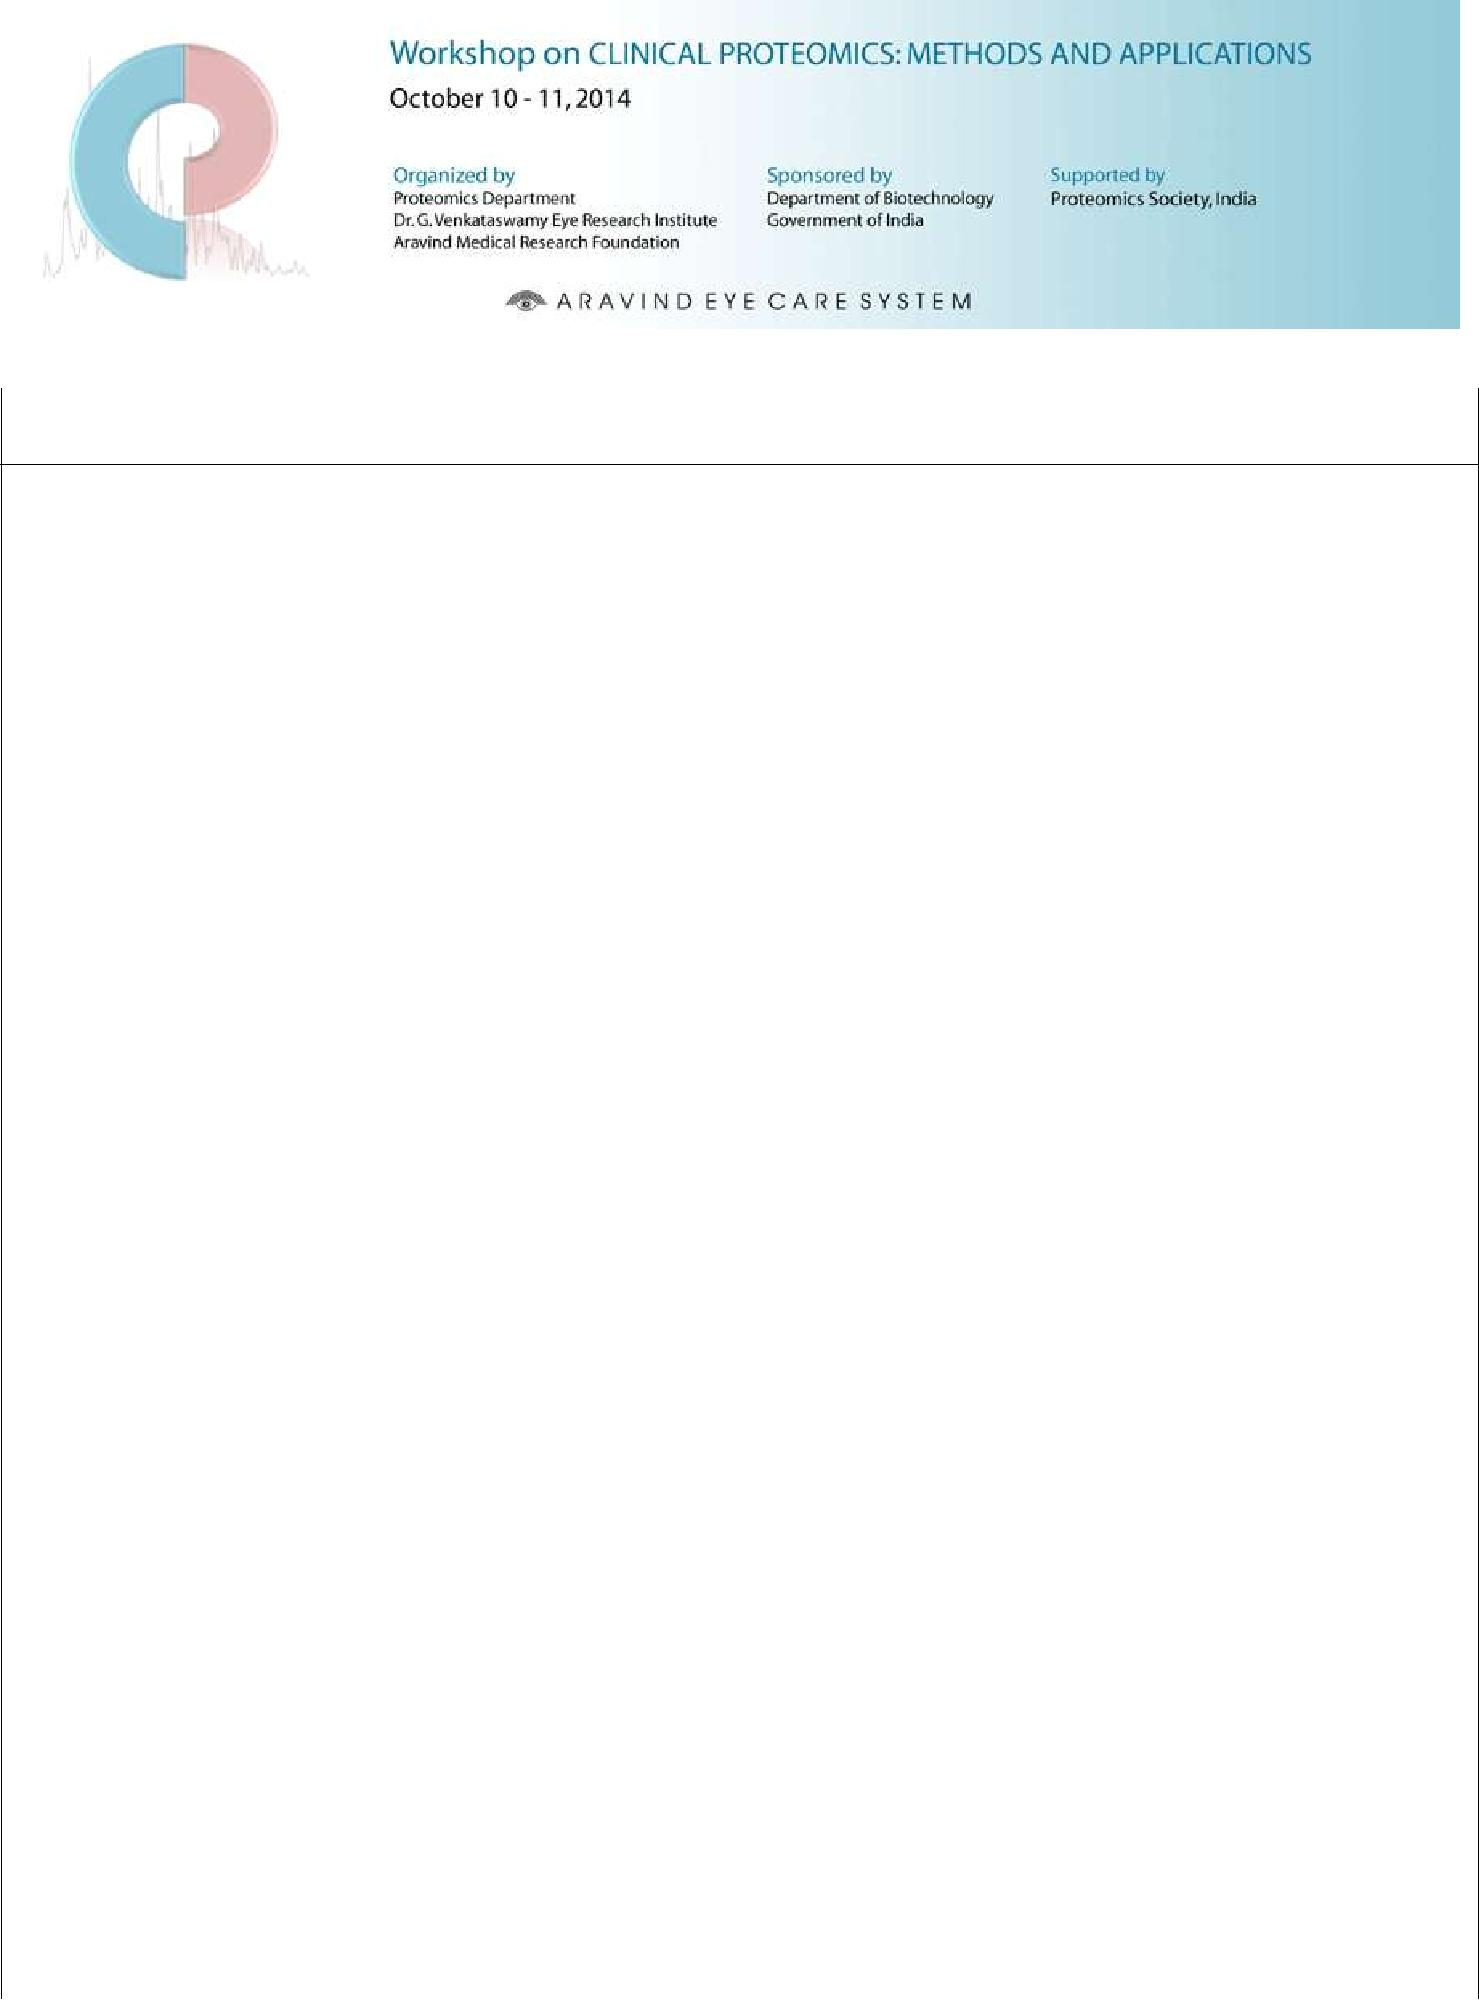 Workshop on CLINICAL PROTEOMICS: METHODS AND APPLICATIONS
October 10 - 11, 2014
Organized by
Proteomics Department
Dr. G. Venkataswamy Eye Research Institute
Aravind Medical Research Foundation
Sponsored by
Department of Biotechnology
Government of India
Supported by
Proteomics Society, India
ARAVIND EYE CARE SYSTEM